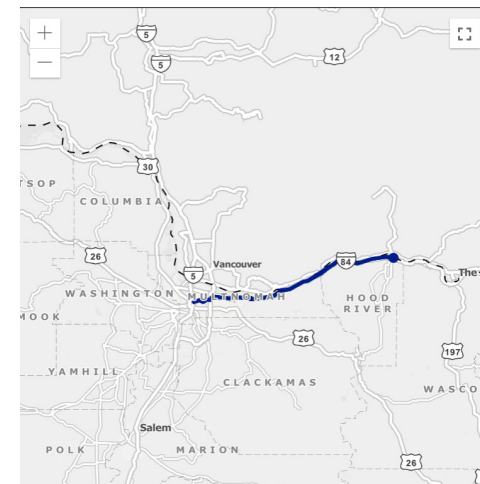 5
5
12
30
TSOP
COLUMBIA
26
5
Vancouver
84
The
WASHINGTON
MULTNOMAH
HOOD
RIVER
MOOK
26
197
YAMHILL
CLACKAMAS
WASCO
Salem
POLK
MARION
26